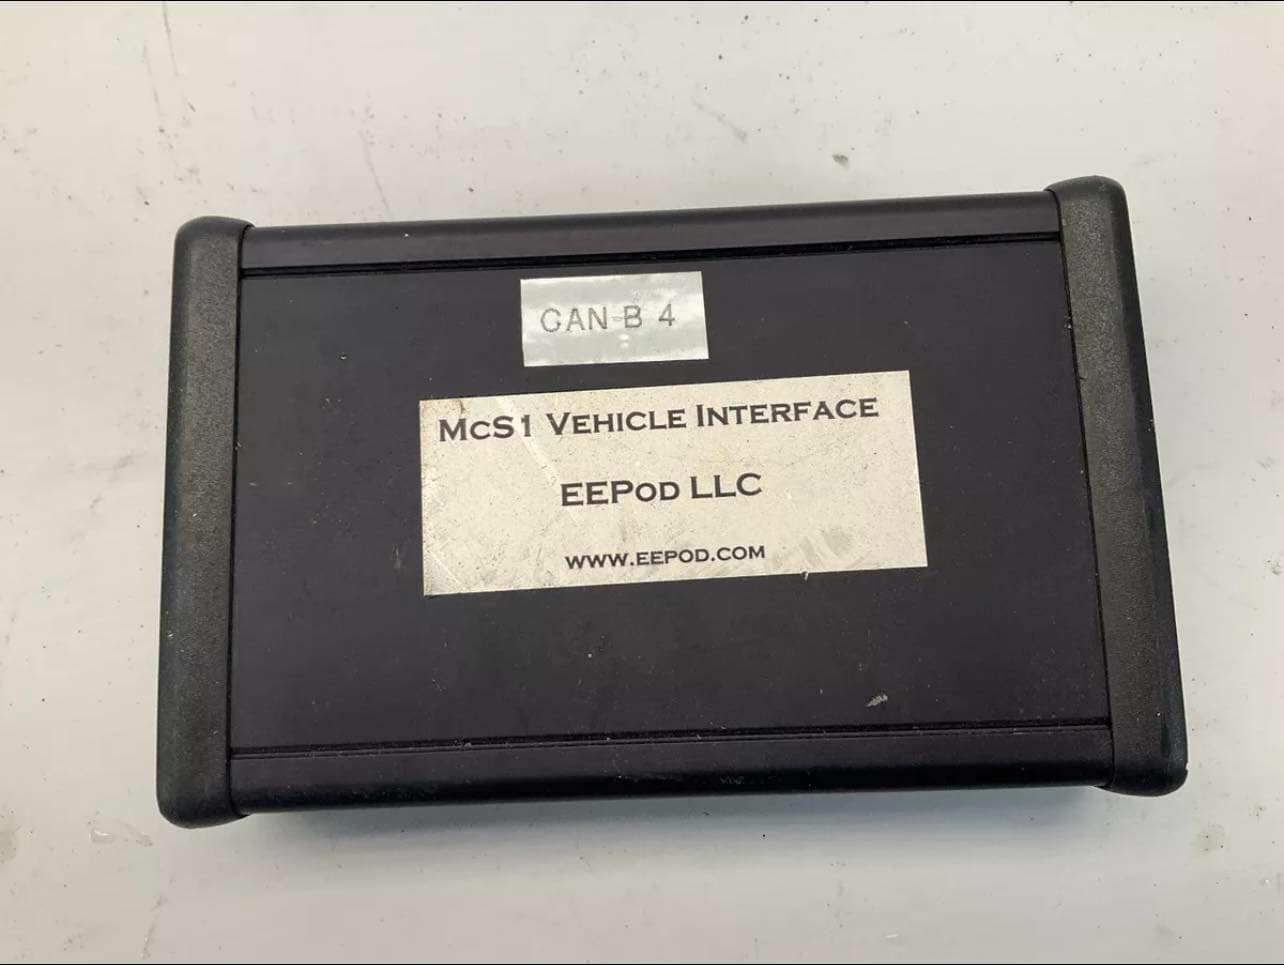 CAN-B 4
McS1 Vehicle Interface
EEPod LLC
www.eepod.com